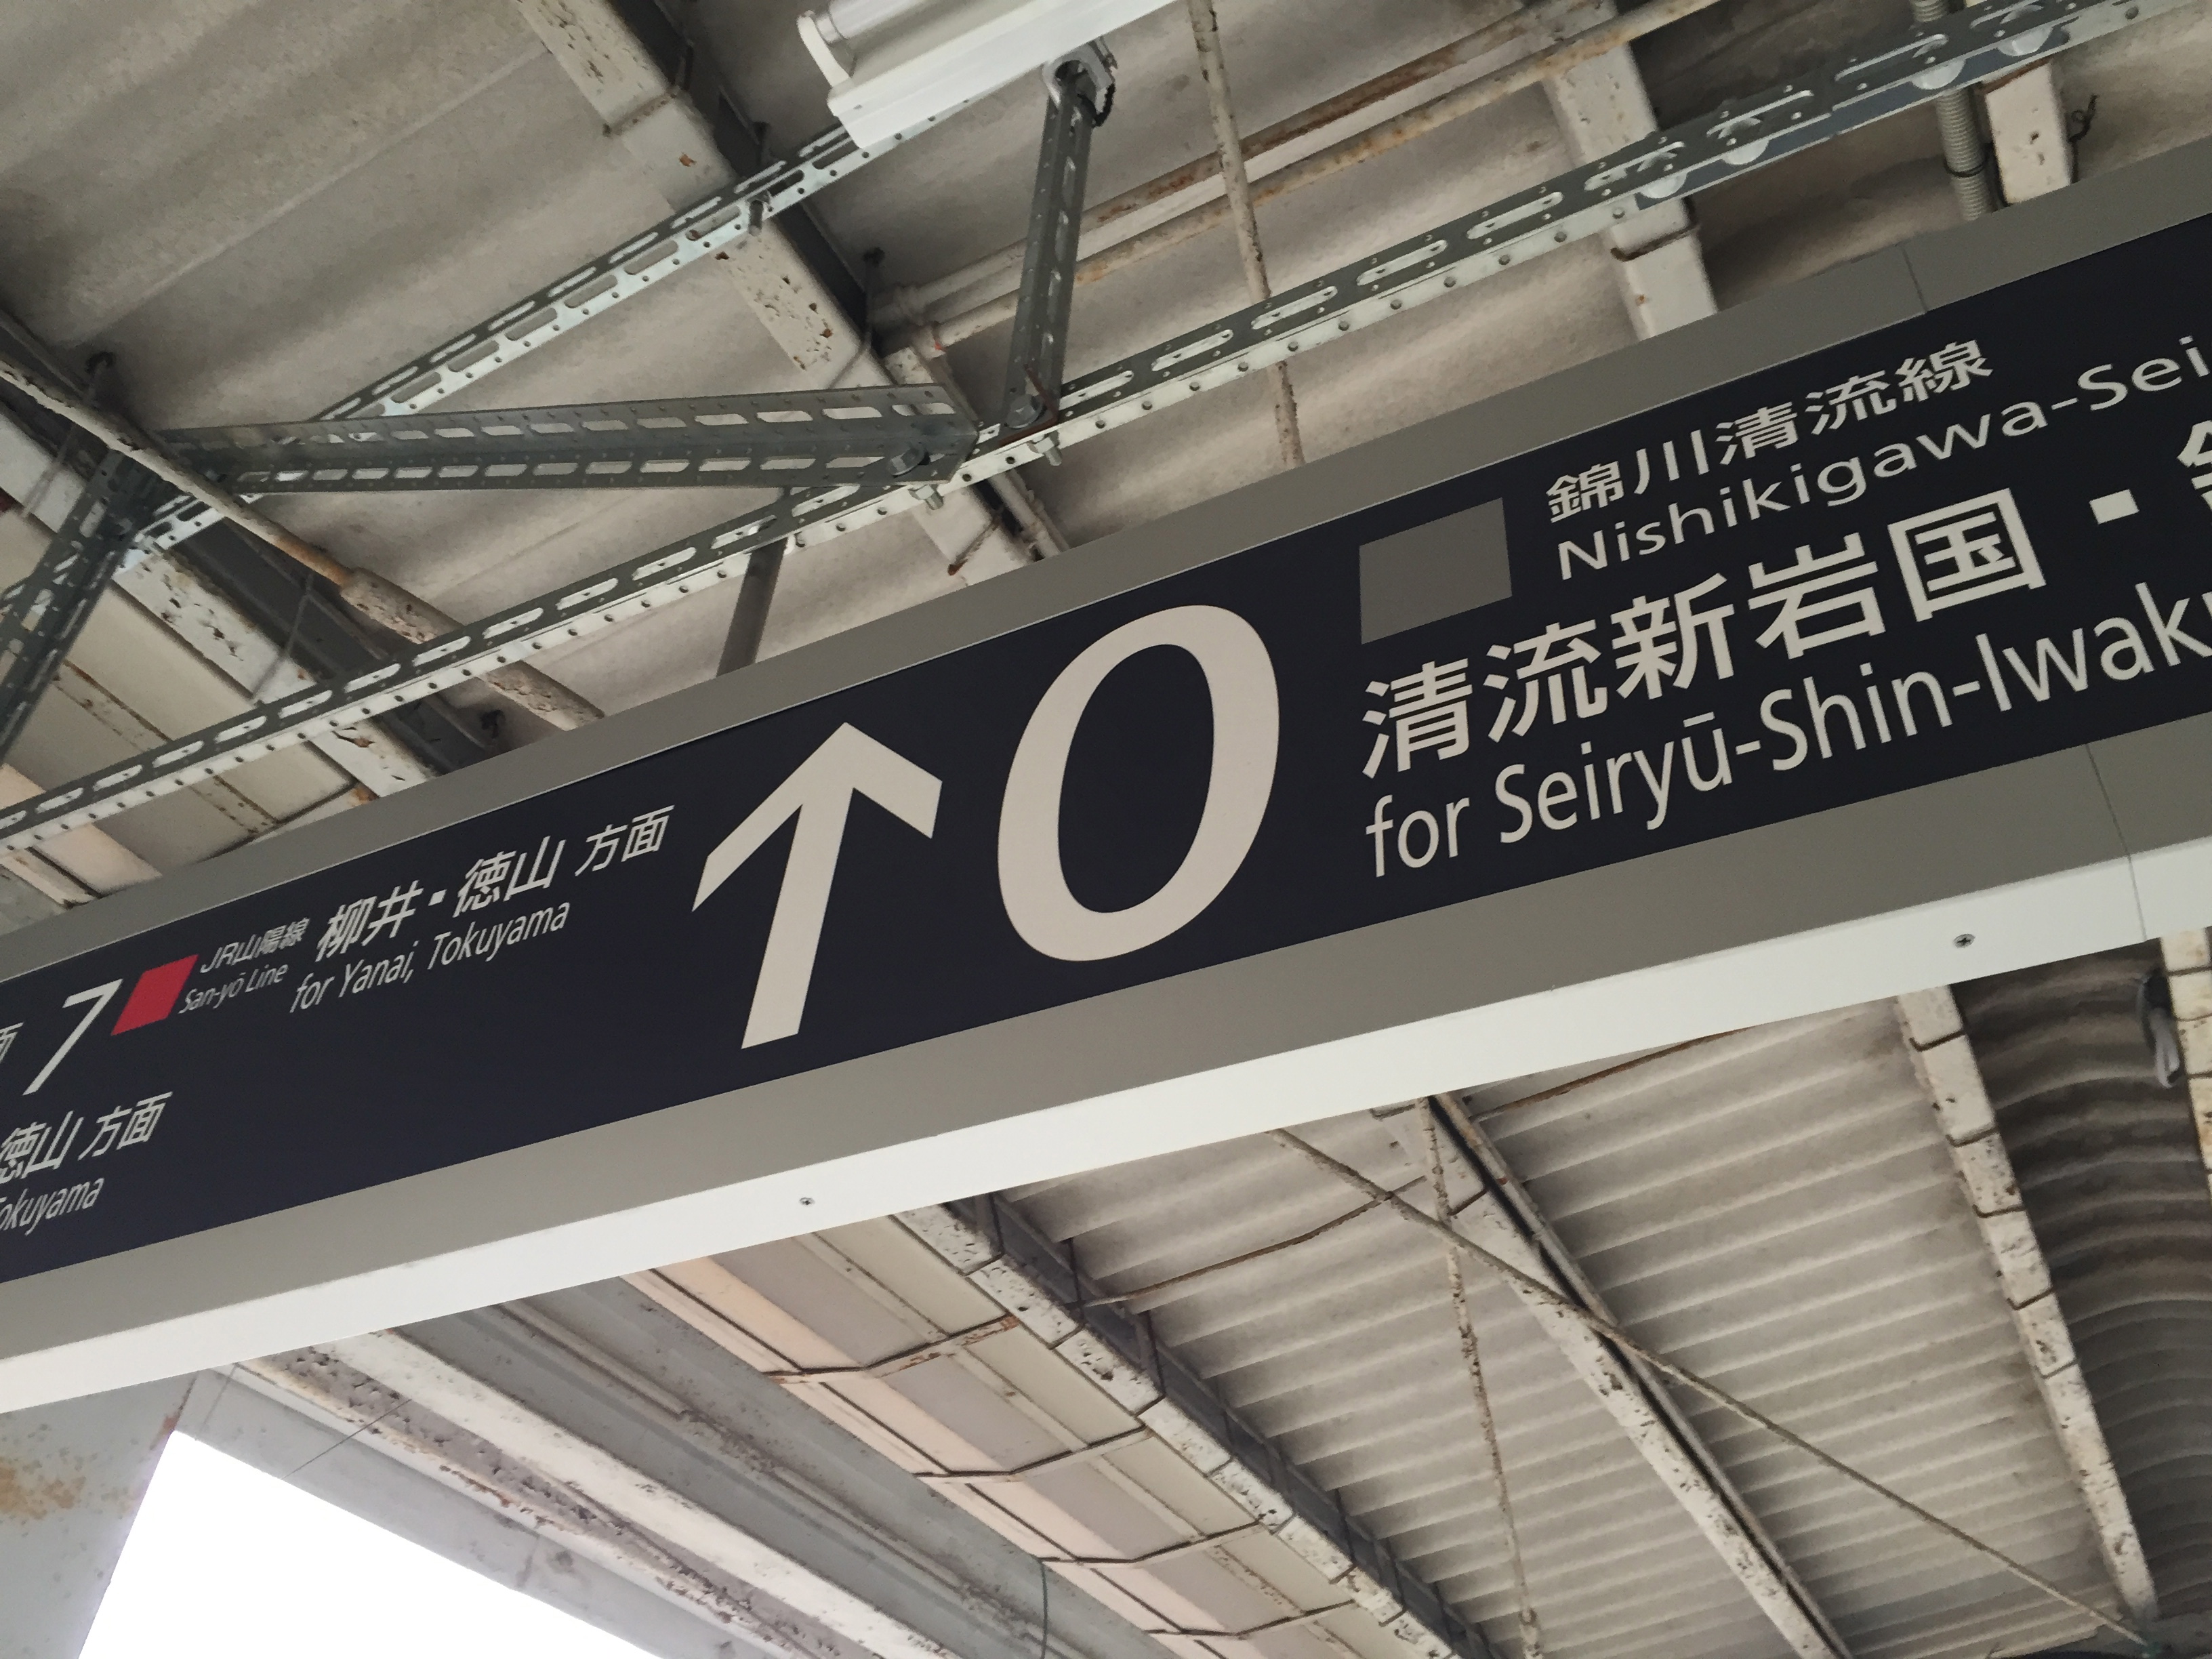 面
7
JR山陽線
San-yō Line
柳井・徳山 方面
for Yanai, Tokuyama
徳山 方面
Tokuyama
↑0
錦川清流線
Nishikigawa-Sei
清流新岩国・
for Seiryū-Shin-Iwak